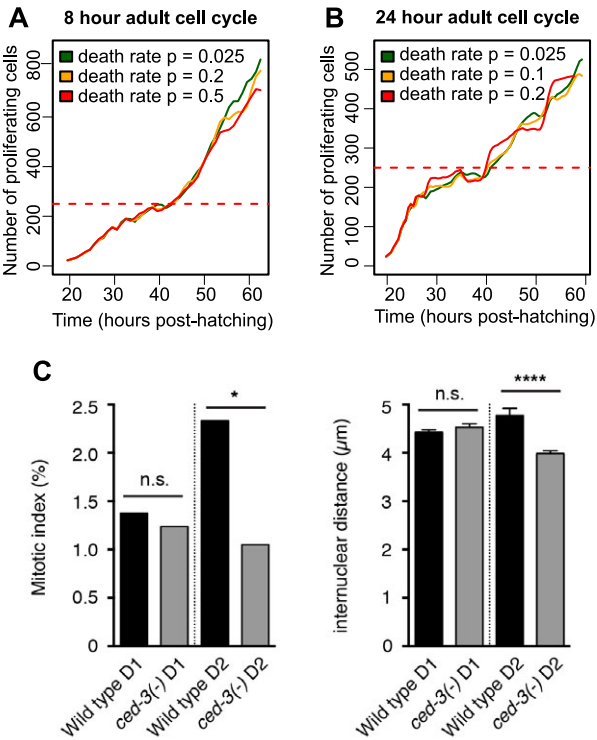 A
8 hour adult cell cycle
death rate p = 0.025
death rate p = 0.2
death rate p = 0.5
Number of proliferating cells
0
200
400
600
800
20
30
40
50
60
Time (hours post-hatching)
B
24 hour adult cell cycle
death rate p = 0.025
death rate p = 0.1
death rate p = 0.2
Number of proliferating cells
0
100
200
300
400
500
20
30
40
50
60
Time (hours post-hatching)
C
Mitotic index (%)
2.5
2.0
1.5
1.0
0.5
0
n.s.
*
Wild type D1
ced-3(-) D1
Wild type D2
ced-3(-) D2
internuclear distance (µm)
5
4
3
2
1
0
n.s.
****
Wild type D1
ced-3(-) D1
Wild type D2
ced-3(-) D2